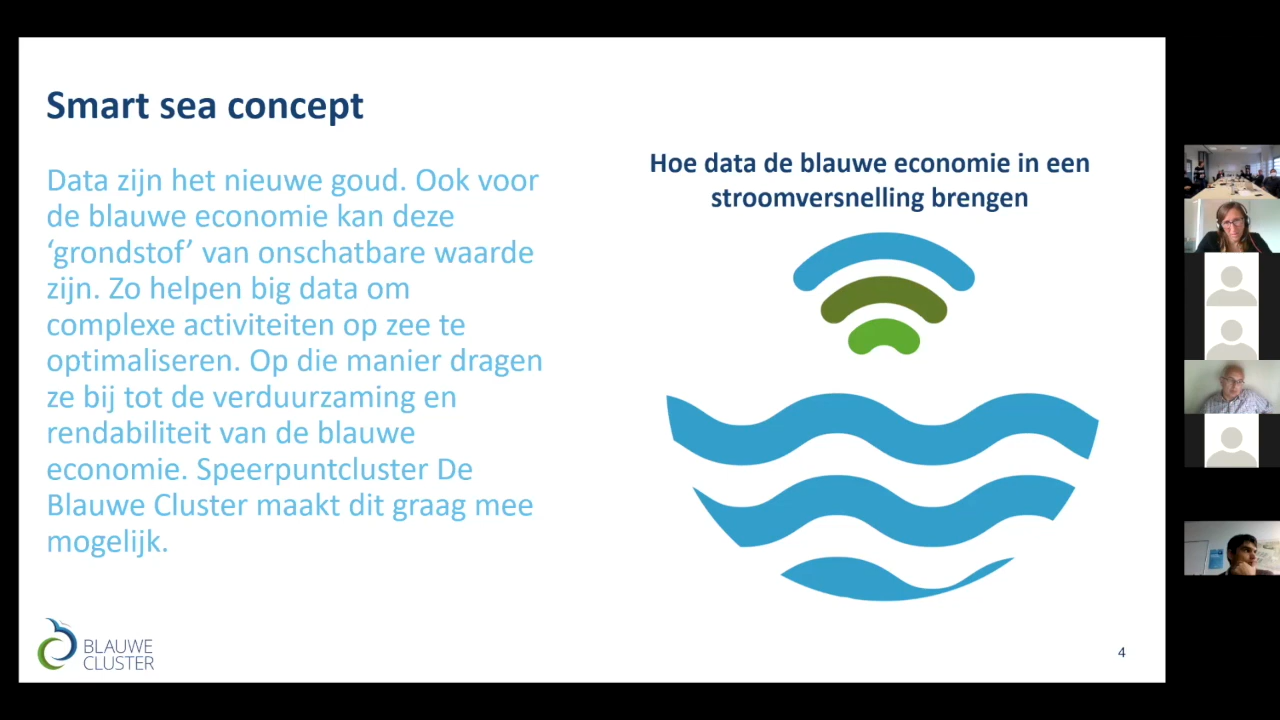 Smart sea concept
Data zijn het nieuwe goud. Ook voor
de blauwe economie kan deze
‘grondstof’ van onschatbare waarde
zijn. Zo helpen big data om
complexe activiteiten op zee te
optimaliseren. Op die manier dragen
ze bij tot de verduurzaming en
rendabiliteit van de blauwe
economie. Speerpuntcluster De
Blauwe Cluster maakt dit graag mee
mogelijk.
Hoe data de blauwe economie in een
stroomversnelling brengen
BLAUWE
CLUSTER
4